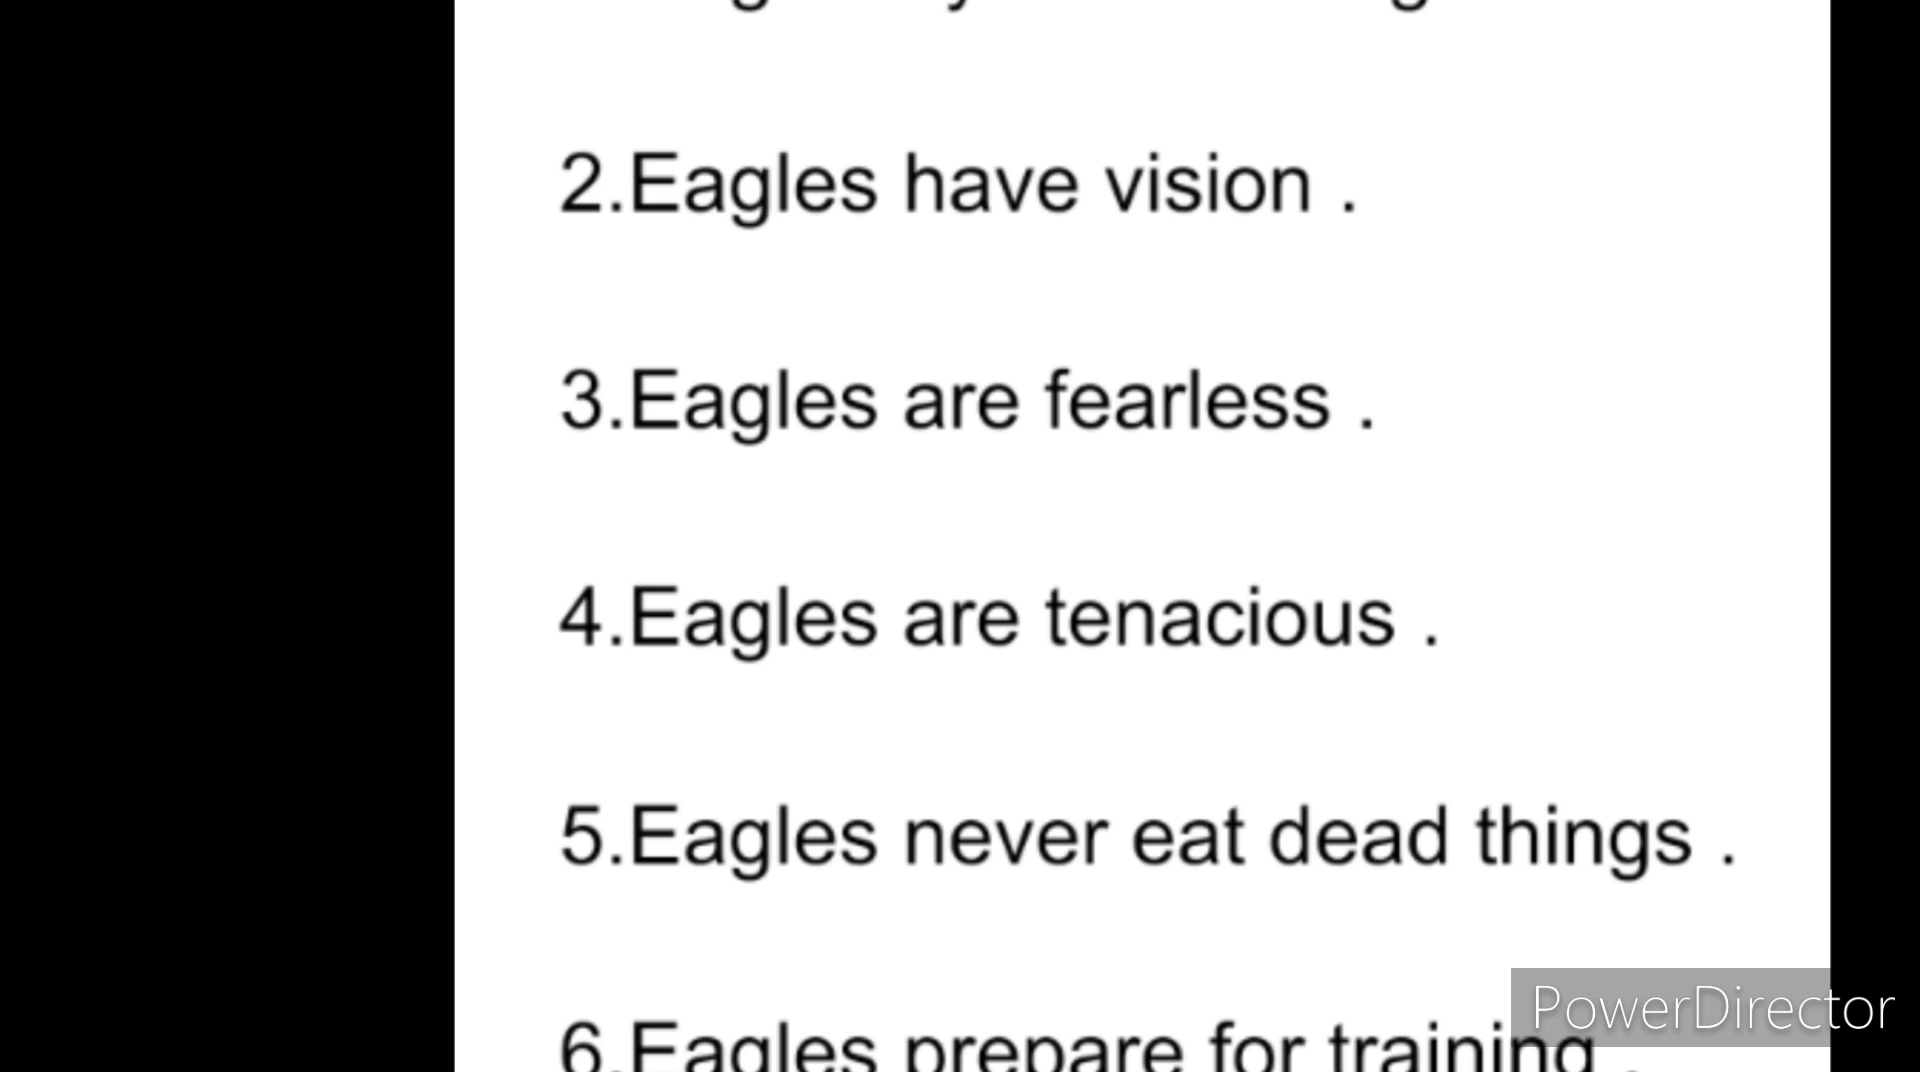 2.Eagles have vision .
3.Eagles are fearless .
4.Eagles are tenacious .
5.Eagles never eat dead things .
6.Eagles prepare for training .
PowerDirector